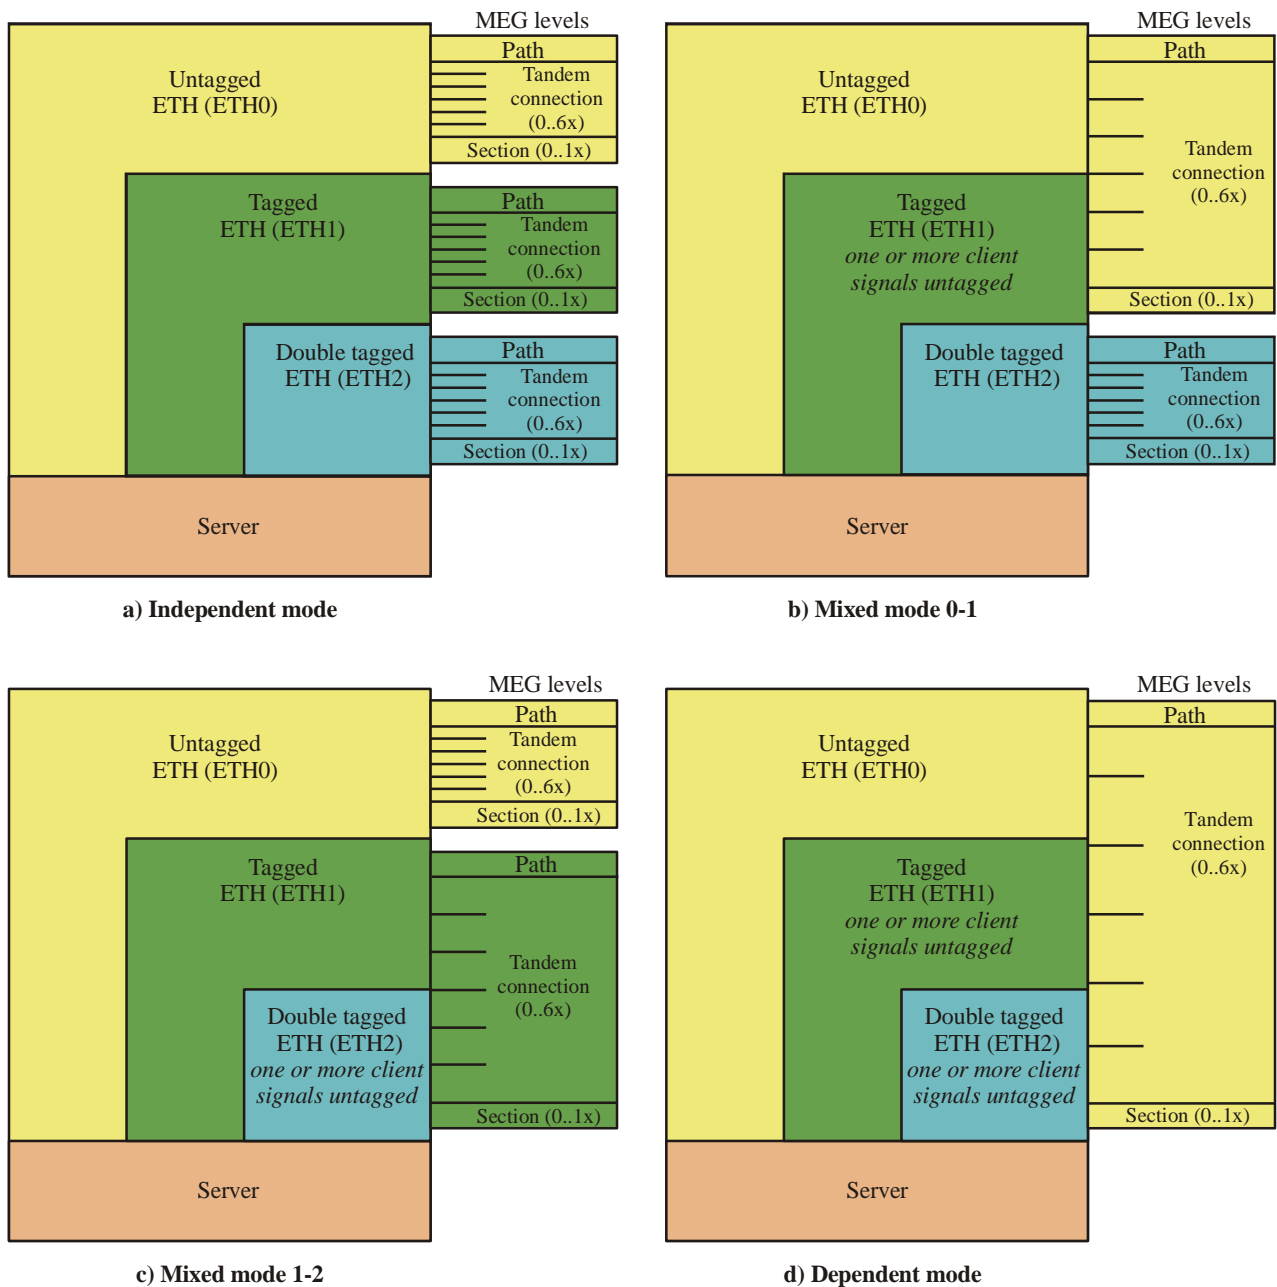 MEG levels
Path
Untagged
ETH (ETH0)
Tandem
connection
(0..6x)
Section (0..1x)
Tagged
ETH (ETH1)
Path
Tandem
connection
(0..6x)
Section (0..1x)
Double tagged
ETH (ETH2)
Path
Tandem
connection
(0..6x)
Section (0..1x)
Server
a) Independent mode
MEG levels
Path
Untagged
ETH (ETH0)
Tandem
connection
(0..6x)
Tagged
ETH (ETH1)
one or more client
signals untagged
Section (0..1x)
Double tagged
ETH (ETH2)
Path
Tandem
connection
(0..6x)
Section (0..1x)
Server
b) Mixed mode 0-1
MEG levels
Path
Untagged
ETH (ETH0)
Tandem
connection
(0..6x)
Section (0..1x)
Tagged
ETH (ETH1)
Path
Tandem
connection
(0..6x)
Double tagged
ETH (ETH2)
one or more client
signals untagged
Section (0..1x)
Server
c) Mixed mode 1-2
MEG levels
Path
Untagged
ETH (ETH0)
Tandem
connection
(0..6x)
Tagged
ETH (ETH1)
one or more client
signals untagged
Double tagged
ETH (ETH2)
one or more client
signals untagged
Section (0..1x)
Server
d) Dependent mode